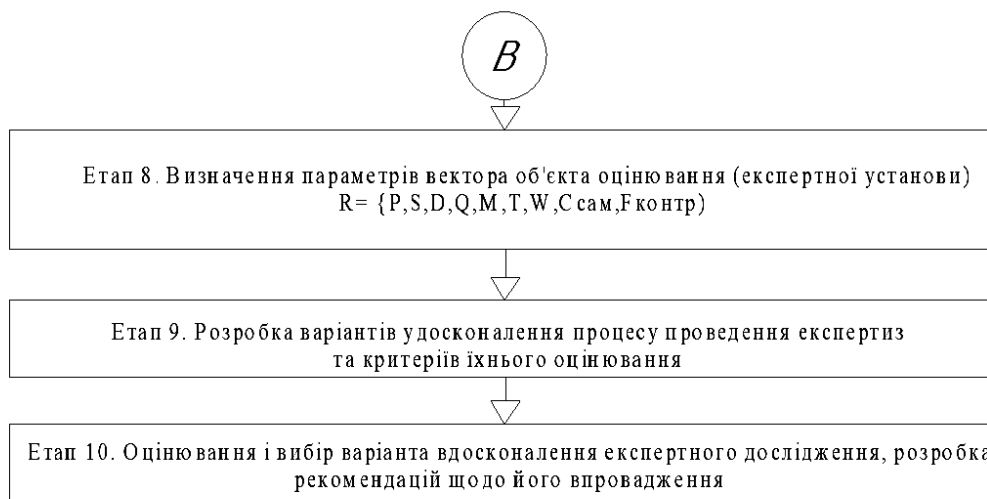 В
Етап 8. Визначення параметрів вектора об'єкта оцінювання (експертної установи)
R= {P,S,D,Q,M,T,W,Cсам,Fконтр)
Етап 9. Розробка варіантів удосконалення процесу проведення експертиз
та критеріїв їхнього оцінювання
Етап 10. Оцінювання і вибір варіанта вдосконалення експертного дослідження, розробка
рекомендацій щодо його впровадження